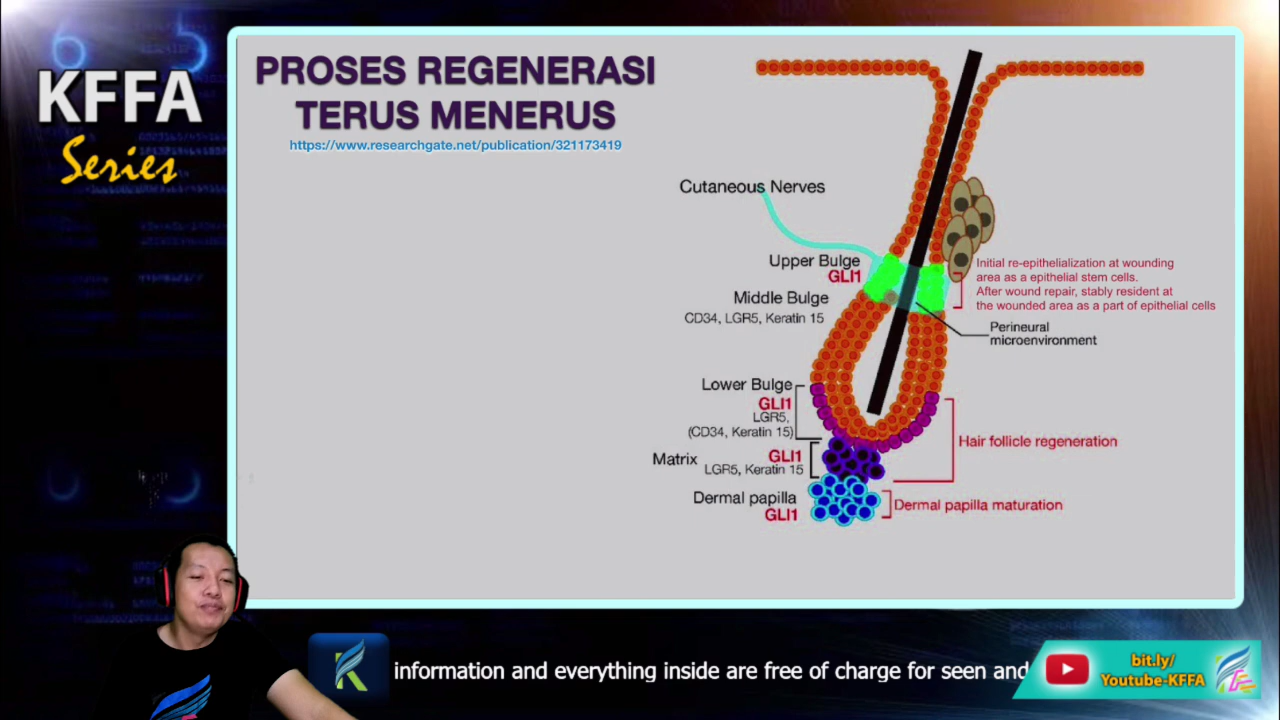 KFFA
Series
PROSES REGENERASI
TERUS MENERUS
https://www.researchgate.net/publication/321173419
Cutaneous Nerves
Upper Bulge
GLI1
Middle Bulge
CD34, LGR5, Keratin 15
Initial re-epithelialization at wounding
area as a epithelial stem cells.
After wound repair, stably resident at
the wounded area as a part of epithelial cells
Perineural
microenvironment
Lower Bulge
GLI1
LGR5,
(CD34, Keratin 15)
Hair follicle regeneration
Matrix
GLI1
LGR5, Keratin 15
Dermal papilla
GLI1
Dermal papilla maturation
information and everything inside are free of charge for seen and
bit.ly/
Youtube-KFFA